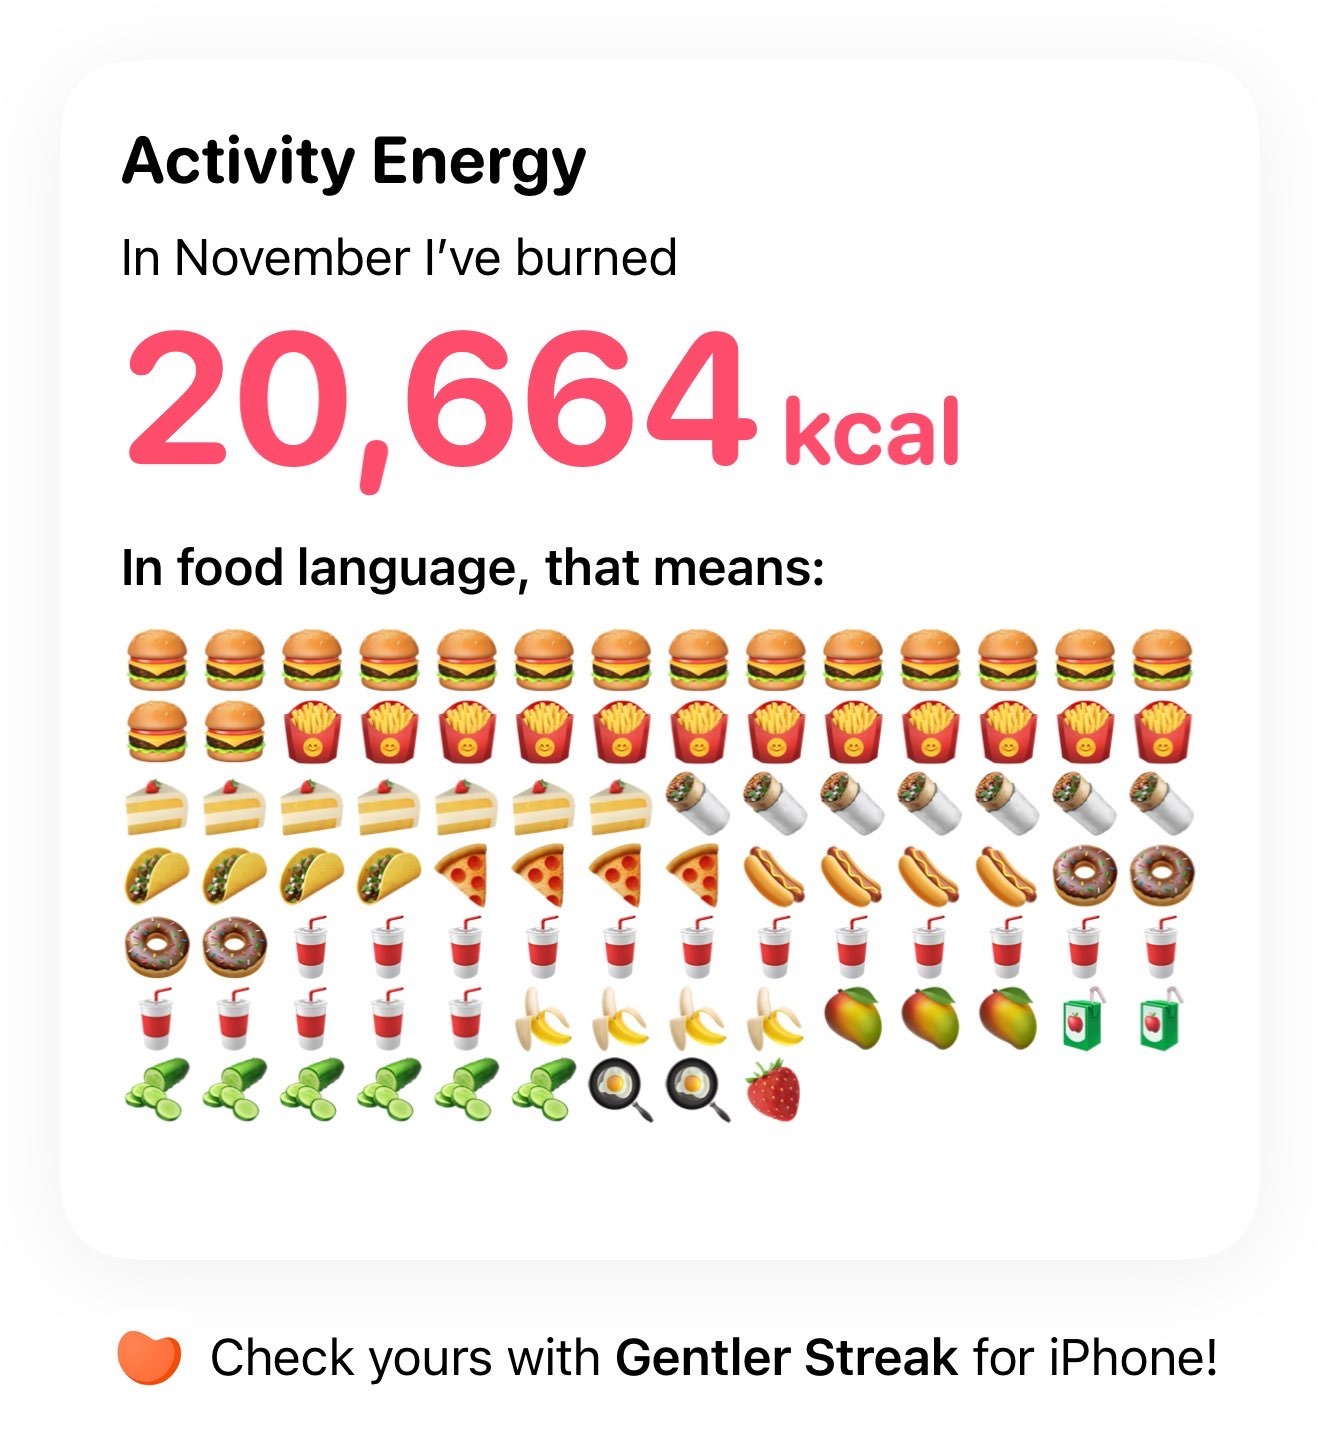 Activity Energy
In November I’ve burned
20,664 kcal
In food language, that means:
Check yours with Gentler Streak for iPhone!